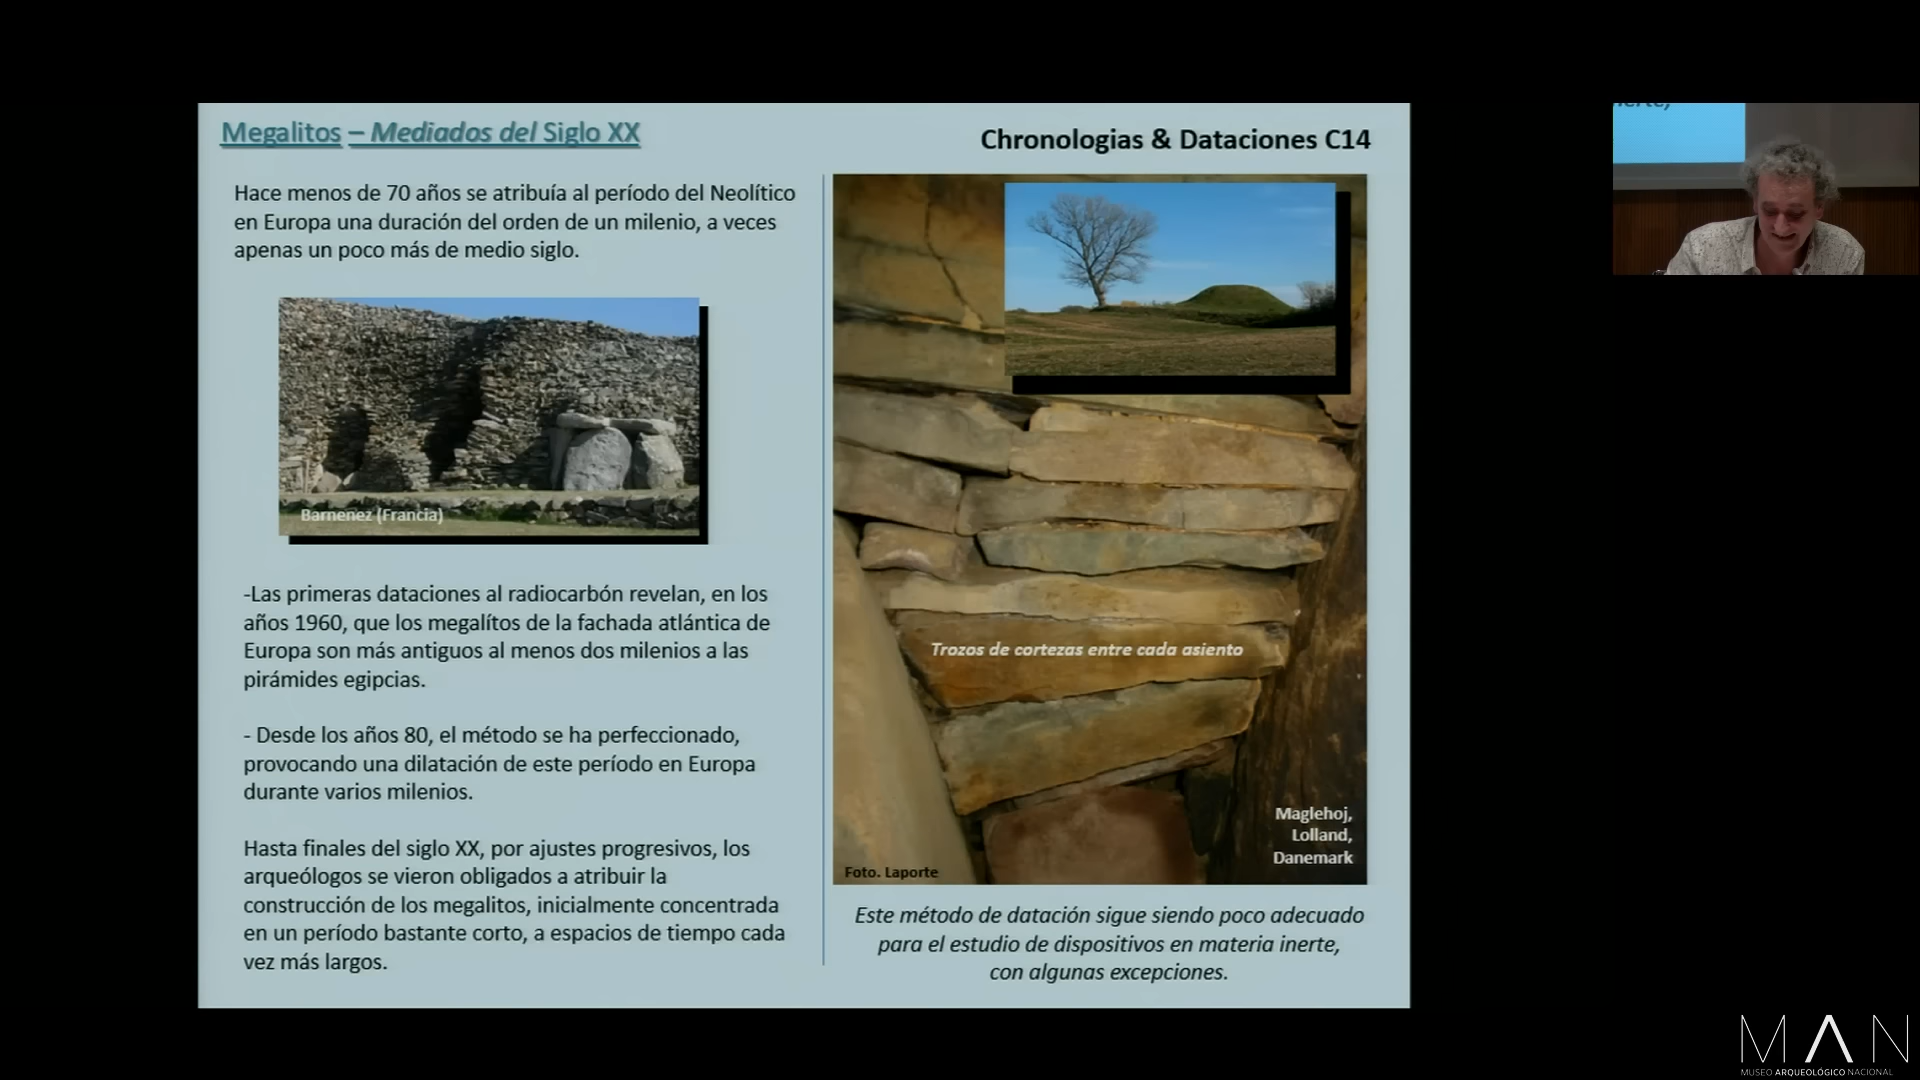 Megalitos – Mediados del Siglo XX
Chronologias & Dataciones C14
Hace menos de 70 años se atribuía al período del Neolítico
en Europa una duración del orden de un milenio, a veces
apenas un poco más de medio siglo.
Barnenez (Francia)
-Las primeras dataciones al radiocarbón revelan, en los
años 1960, que los megalítos de la fachada atlántica de
Europa son más antiguos al menos dos milenios a las
pirámides egipcias.
- Desde los años 80, el método se ha perfeccionado,
provocando una dilatación de este período en Europa
durante varios milenios.
Hasta finales del siglo XX, por ajustes progresivos, los
arqueólogos se vieron obligados a atribuir la
construcción de los megalitos, inicialmente concentrada
en un período bastante corto, a espacios de tiempo cada
vez más largos.
Trozos de cortezas entre cada asiento
Maglehoj,
Lolland,
Danemark
Foto. Laporte
Este método de datación sigue siendo poco adecuado
para el estudio de dispositivos en materia inerte,
con algunas excepciones.
MAN
MUSEO ARQUEOLÓGICO NACIONAL